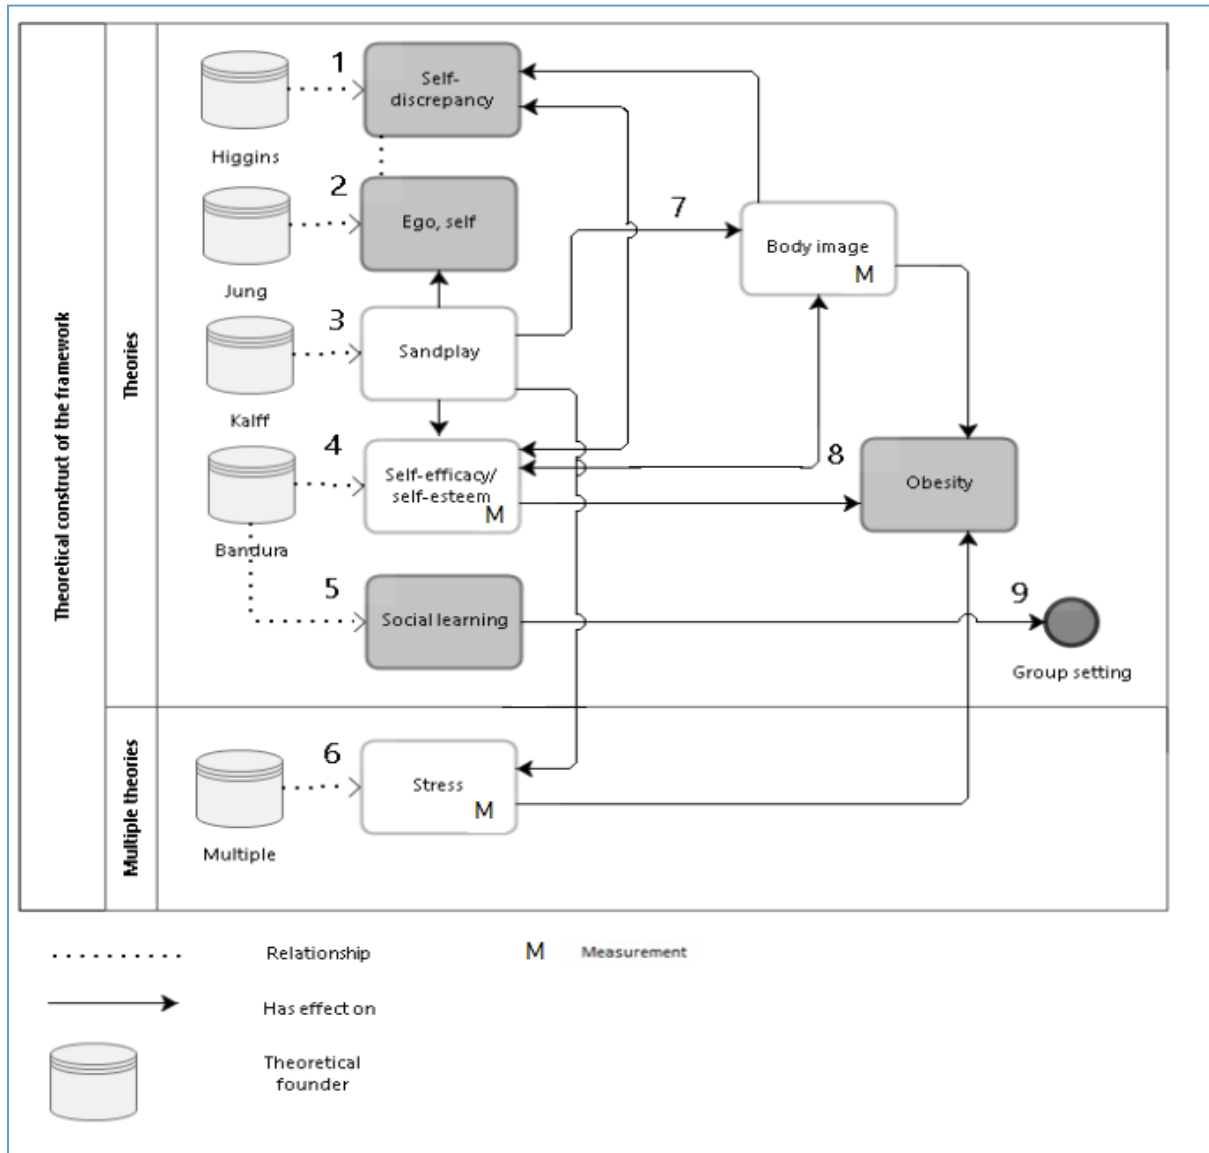 Theoretical construct of the framework
Theories
Multiple theories
1
Self-
discrepancy
Higgins
2
Ego, self
Jung
7
Body image
M
3
Sandplay
Kalff
4
Self-efficacy/
self-esteem
M
8
Obesity
Bandura
5
Social learning
9
Group setting
6
Stress
M
Multiple
Relationship
M Measurement
Has effect on
Theoretical
founder